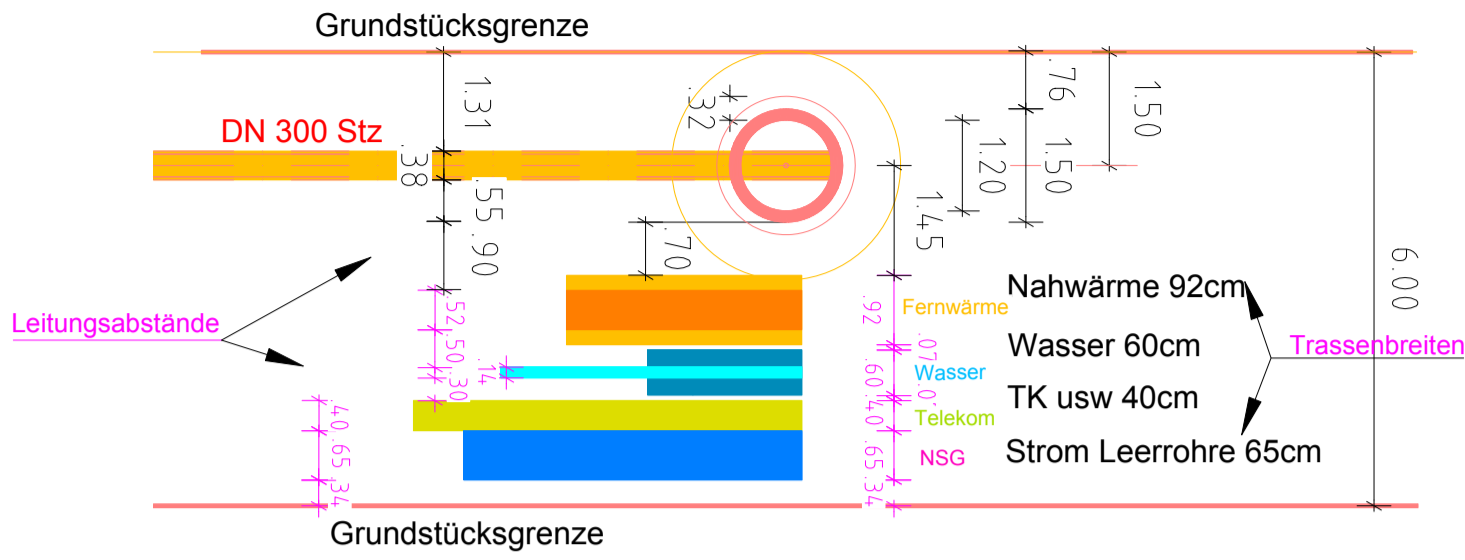 Grundstücksgrenze
1.31
.32
.76
1.50
DN 300 Stz
.38
1.20
1.50
.55
.90
.70
1.45
6.00
Leitungsabstände
.52
.50
.14
.30
.40
.65
.34
.92
.07
.60
.40
.65
.34
Fernwärme
Wasser
Telekom
NSG
Nahwärme 92cm
Wasser 60cm
TK usw 40cm
Strom Leerrohre 65cm
Trassenbreiten
Grundstücksgrenze